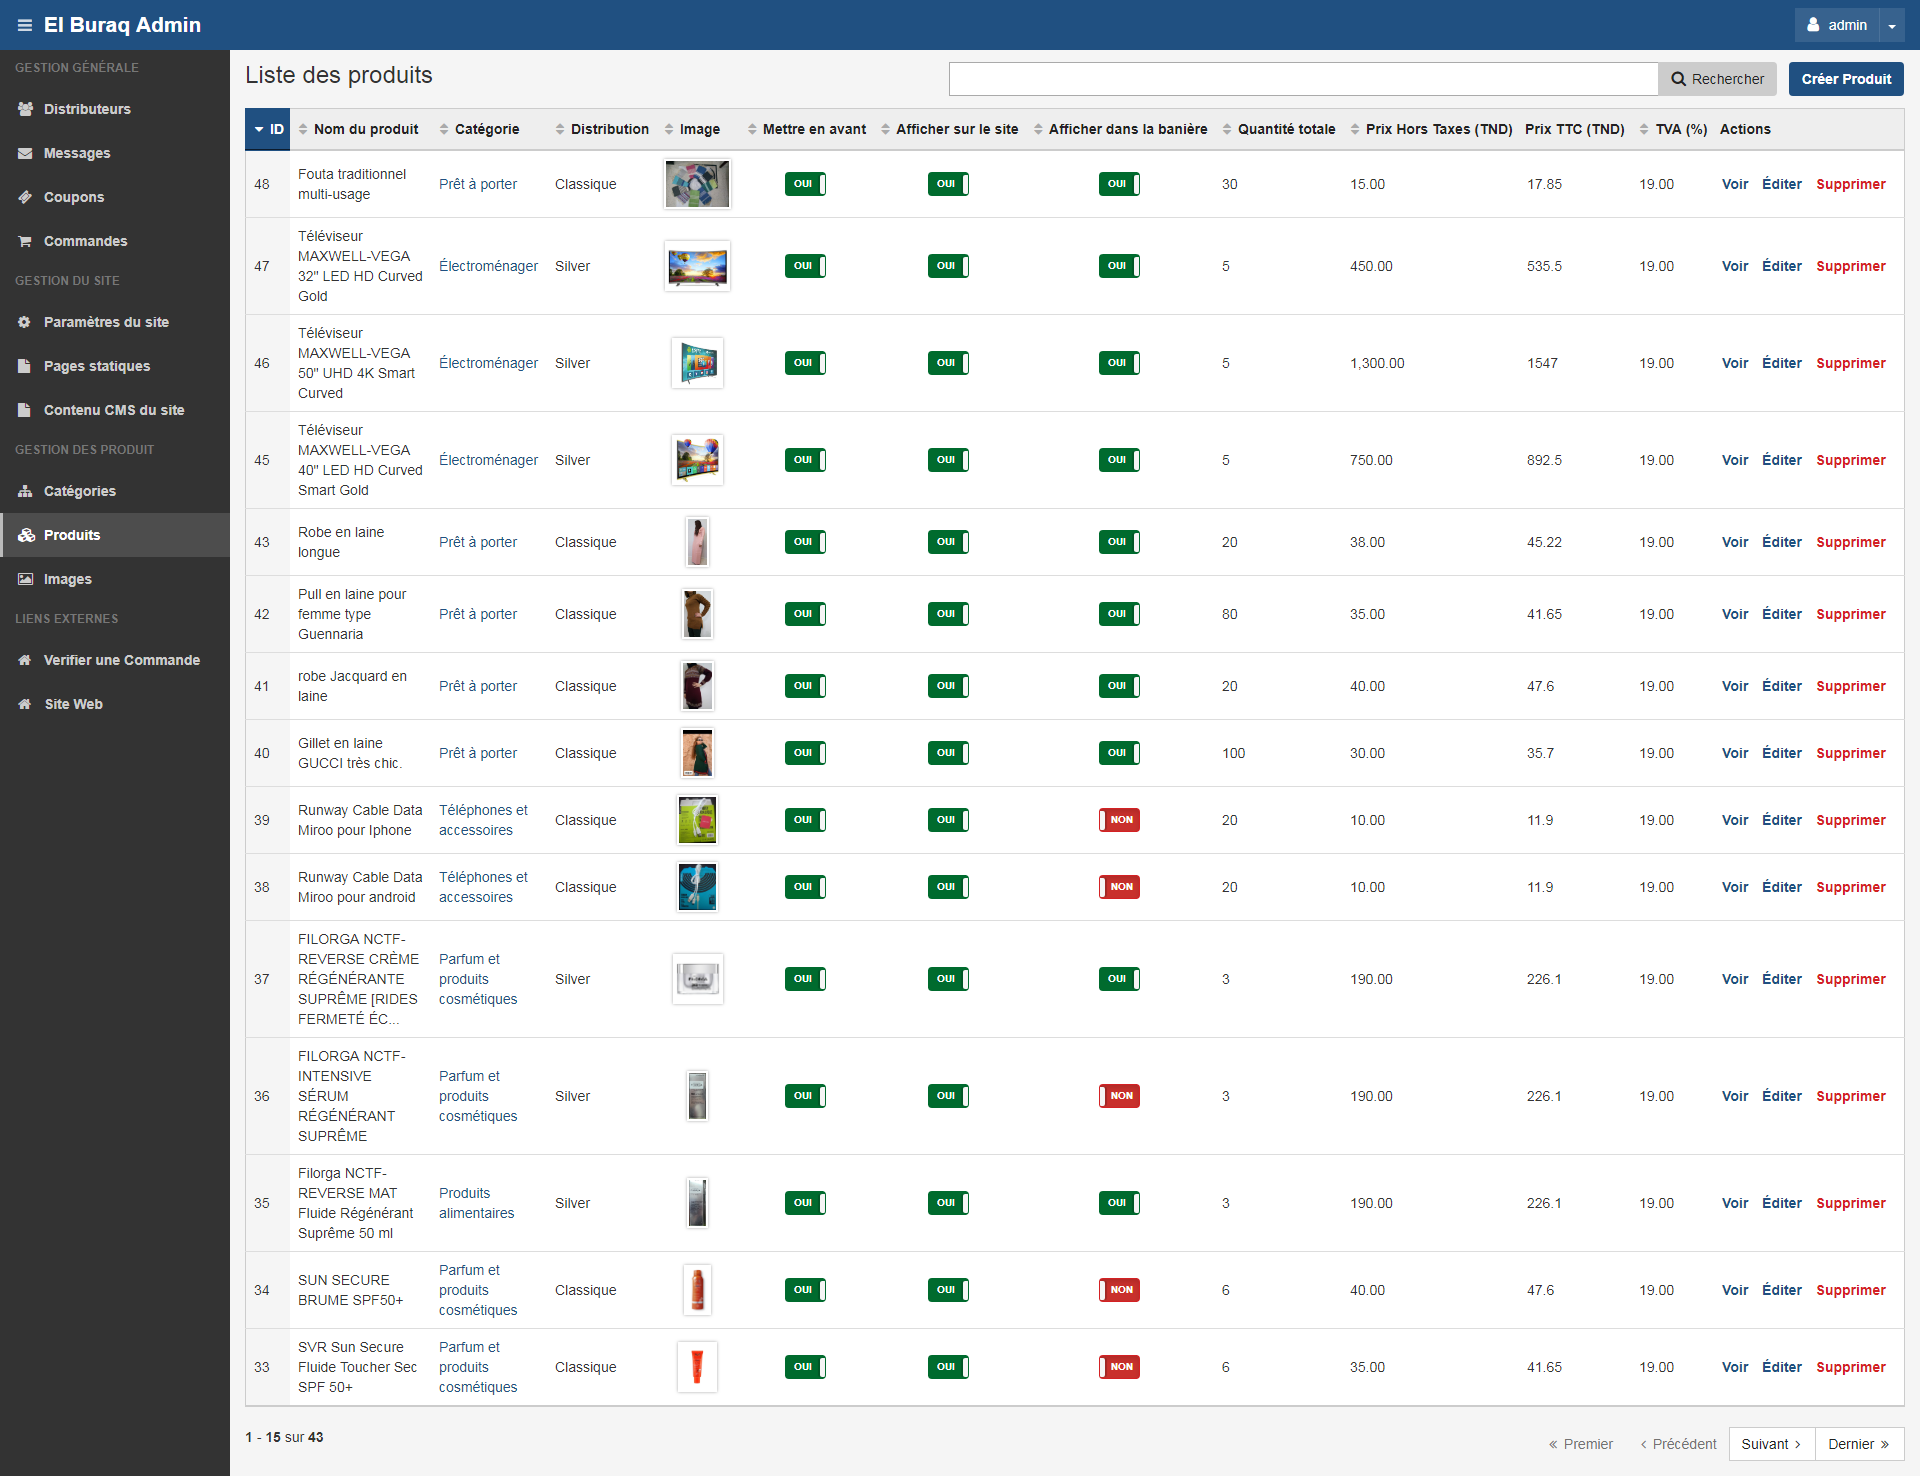 El Buraq Admin
admin
GESTION GÉNÉRALE
Distributeurs
Messages
Coupons
Commandes
GESTION DU SITE
Paramètres du site
Pages statiques
Contenu CMS du site
GESTION DES PRODUIT
Catégories
Produits
Images
LIENS EXTERNES
Verifier une Commande
Site Web
Liste des produits
Rechercher
Créer Produit
ID Nom du produit Catégorie Distribution Image Mettre en avant Afficher sur le site Afficher dans la banière Quantité totale Prix Hors Taxes (TND) Prix TTC (TND) TVA (%) Actions
48 Fouta traditionnel
multi-usage
Prêt à porter Classique OUI OUI OUI 30 15.00 17.85 19.00 Voir Éditer Supprimer
47 Téléviseur
MAXWELL-VEGA
32" LED HD Curved
Gold
Électroménager Silver OUI OUI OUI 5 450.00 535.5 19.00 Voir Éditer Supprimer
46 Téléviseur
MAXWELL-VEGA
50" UHD 4K Smart
Curved
Électroménager Silver OUI OUI OUI 5 1,300.00 1547 19.00 Voir Éditer Supprimer
45 Téléviseur
MAXWELL-VEGA
40" LED HD Curved
Smart Gold
Électroménager Silver OUI OUI OUI 5 750.00 892.5 19.00 Voir Éditer Supprimer
43 Robe en laine
longue
Prêt à porter Classique OUI OUI OUI 20 38.00 45.22 19.00 Voir Éditer Supprimer
42 Pull en laine pour
femme type
Guennaria
Prêt à porter Classique OUI OUI OUI 80 35.00 41.65 19.00 Voir Éditer Supprimer
41 robe Jacquard en
laine
Prêt à porter Classique OUI OUI OUI 20 40.00 47.6 19.00 Voir Éditer Supprimer
40 Gillet en laine
GUCCI très chic.
Prêt à porter Classique OUI OUI OUI 100 30.00 35.7 19.00 Voir Éditer Supprimer
39 Runway Cable Data
Miroo pour Iphone
Téléphones et
accessoires
Classique OUI OUI NON 20 10.00 11.9 19.00 Voir Éditer Supprimer
38 Runway Cable Data
Miroo pour android
Téléphones et
accessoires
Classique OUI OUI NON 20 10.00 11.9 19.00 Voir Éditer Supprimer
37 FILORGA NCTF-
REVERSE CRÈME
RÉGÉNÉRANTE
SUPRÊME [RIDES
FERMETÉ ÉC...
Parfum et
produits
cosmétiques
Silver OUI OUI OUI 3 190.00 226.1 19.00 Voir Éditer Supprimer
36 FILORGA NCTF-
INTENSIVE
SÉRUM
RÉGÉNÉRANT
SUPRÊME
Parfum et
produits
cosmétiques
Silver OUI OUI NON 3 190.00 226.1 19.00 Voir Éditer Supprimer
35 Filorga NCTF-
REVERSE MAT
Fluide Régénérant
Suprême 50 ml
Produits
alimentaires
Silver OUI OUI OUI 3 190.00 226.1 19.00 Voir Éditer Supprimer
34 SUN SECURE
BRUME SPF50+
Parfum et
produits
cosmétiques
Classique OUI OUI NON 6 40.00 47.6 19.00 Voir Éditer Supprimer
33 SVR Sun Secure
Fluide Toucher Sec
SPF 50+
Parfum et
produits
cosmétiques
Classique OUI OUI NON 6 35.00 41.65 19.00 Voir Éditer Supprimer
1 - 15 sur 43
« Premier ‹ Précédent Suivant › Dernier »